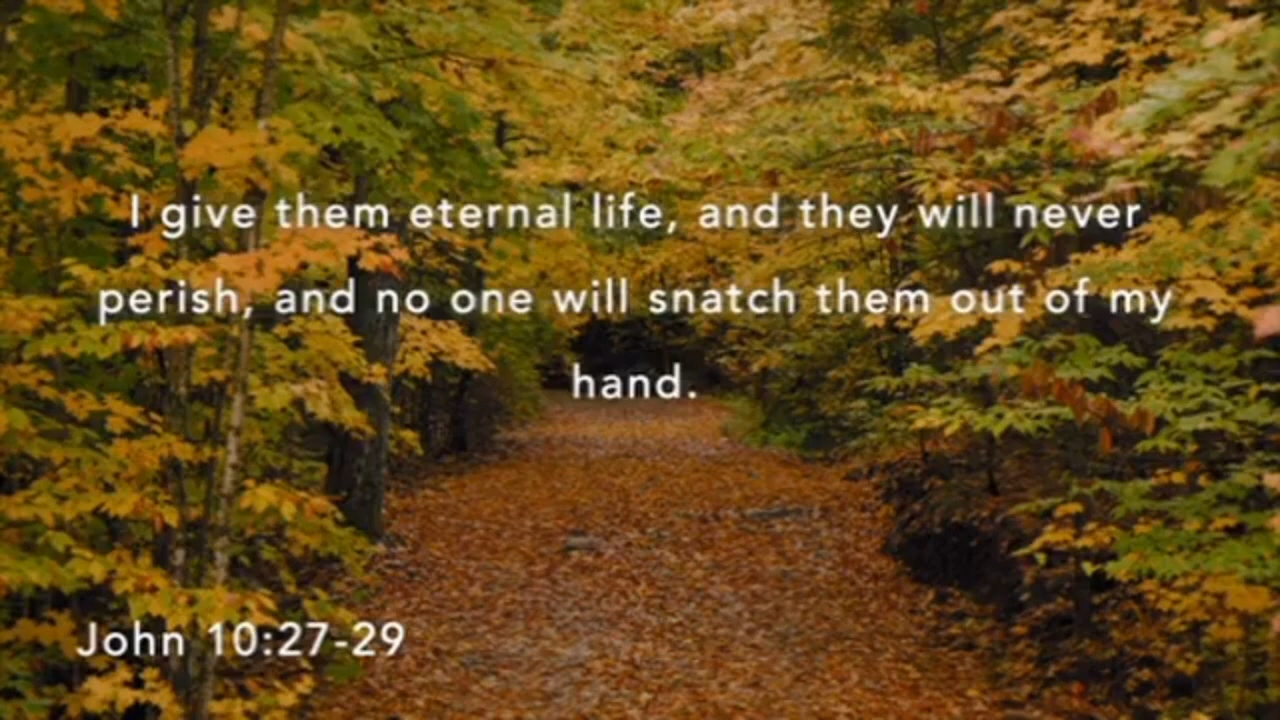 I give them eternal life, and they will never
perish, and no one will snatch them out of my
hand.
John 10:27-29